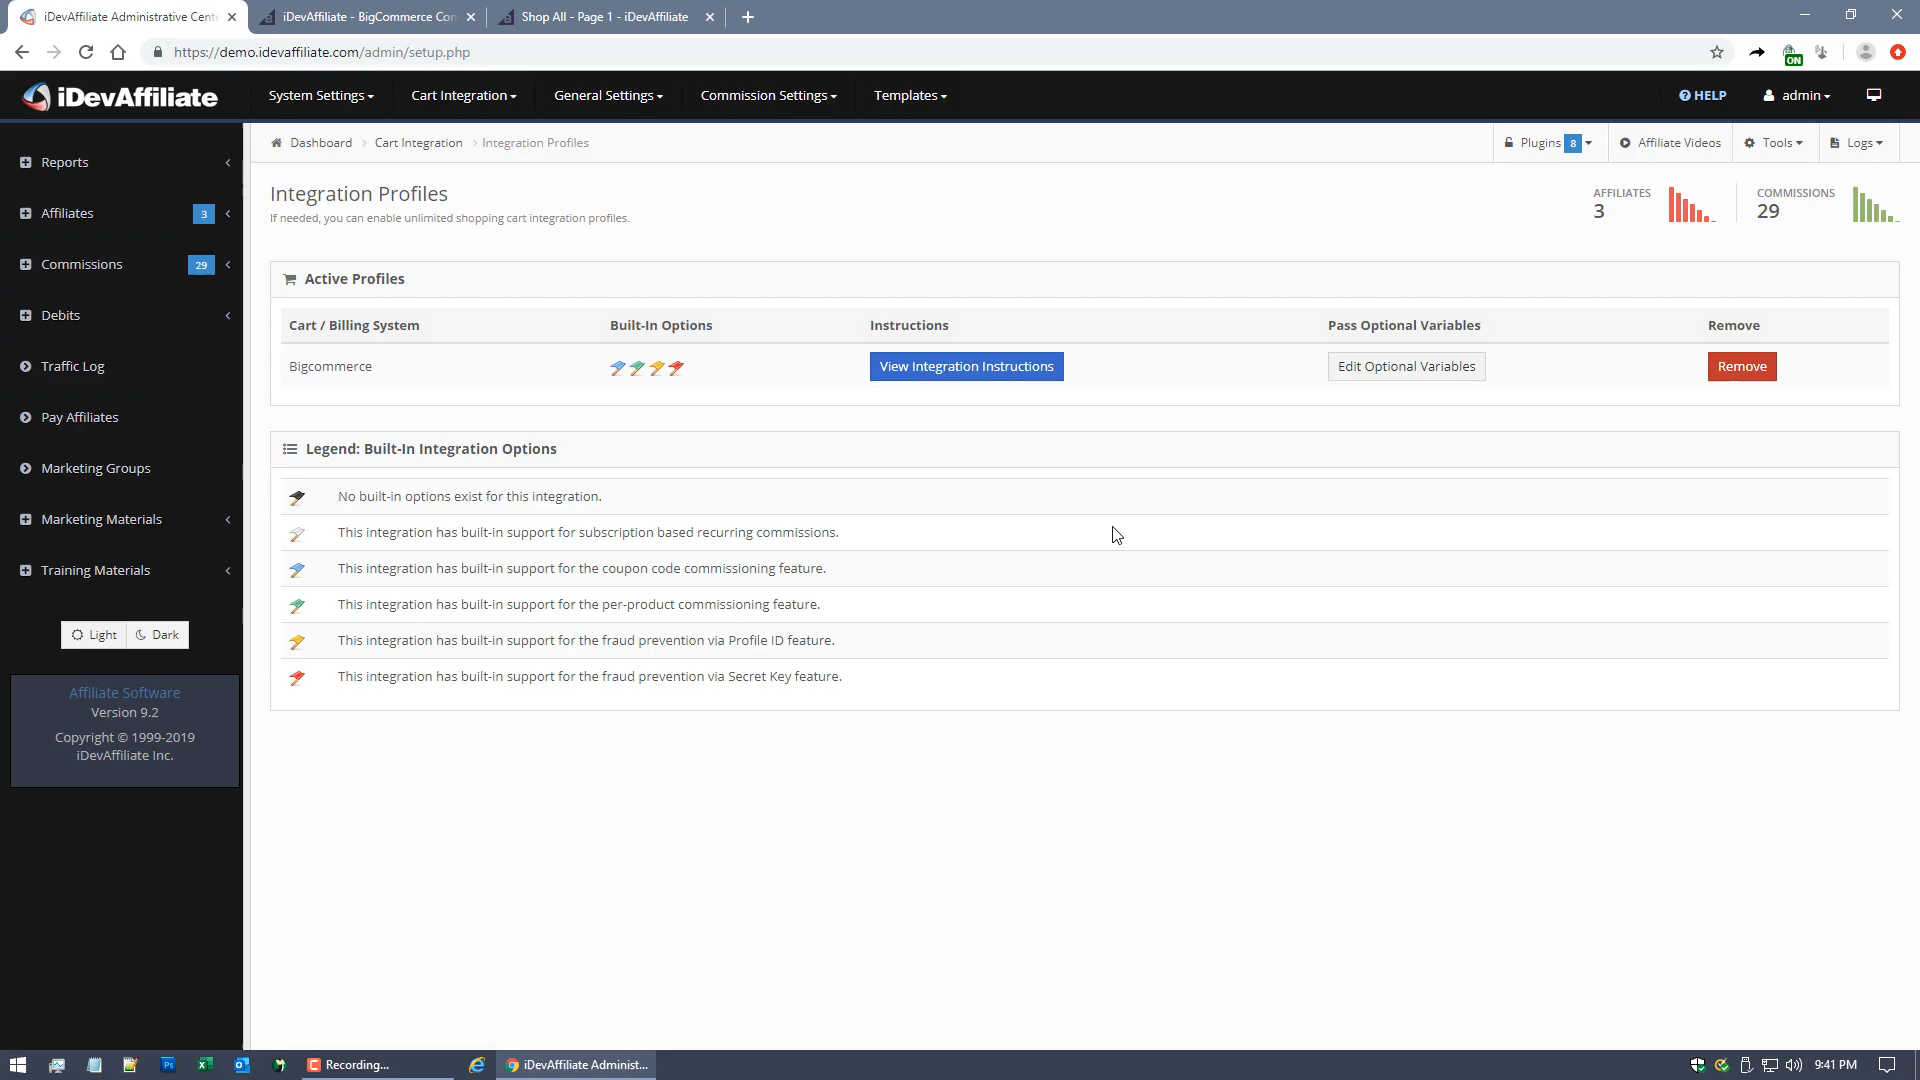 iDevAffiliate Administrative Cente
iDevAffiliate - BigCommerce Con
Shop All - Page 1 - iDevAffiliate
https://demo.idevaffiliate.com/admin/setup.php
ON
iDevAffiliate
System Settings
Cart Integration
General Settings
Commission Settings
Templates
HELP
admin
Reports
Affiliates 3
Commissions 29
Debits
Traffic Log
Pay Affiliates
Marketing Groups
Marketing Materials
Training Materials
Light Dark
Affiliate Software
Version 9.2
Copyright © 1999-2019
iDevAffiliate Inc.
Dashboard Cart Integration Integration Profiles
Plugins 8
Affiliate Videos
Tools
Logs
Integration Profiles
If needed, you can enable unlimited shopping cart integration profiles.
AFFILIATES
3
COMMISSIONS
29
Active Profiles
Cart / Billing System Built-In Options Instructions Pass Optional Variables Remove
Bigcommerce View Integration Instructions Edit Optional Variables Remove
Legend: Built-In Integration Options
No built-in options exist for this integration.
This integration has built-in support for subscription based recurring commissions.
This integration has built-in support for the coupon code commissioning feature.
This integration has built-in support for the per-product commissioning feature.
This integration has built-in support for the fraud prevention via Profile ID feature.
This integration has built-in support for the fraud prevention via Secret Key feature.
Recording...
iDevAffiliate Administ...
9:41 PM